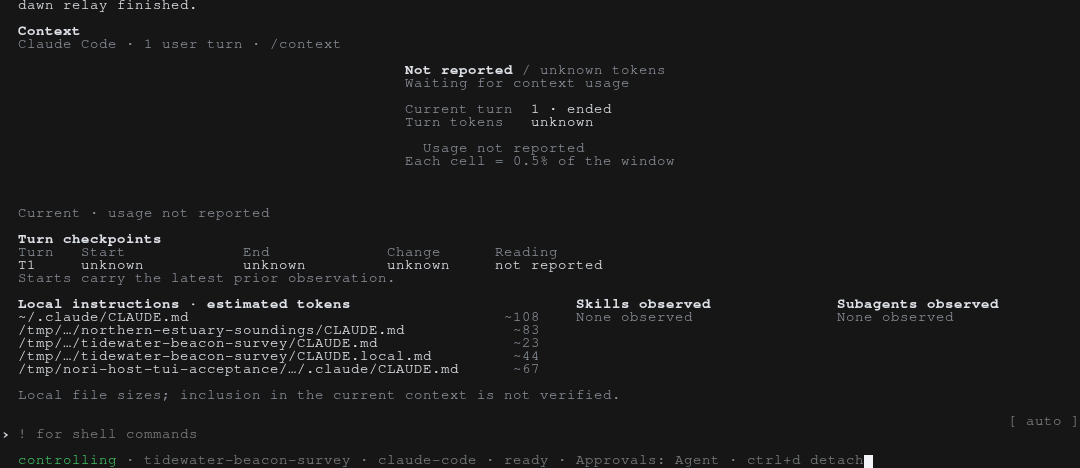 dawn relay finished.
Context
Claude Code · 1 user turn · /context
Not reported / unknown tokens
Waiting for context usage
Current turn 1 · ended
Turn tokens unknown
Usage not reported
Each cell = 0.5% of the window
Current · usage not reported
Turn checkpoints
Turn Start End Change Reading
T1 unknown unknown unknown not reported
Starts carry the latest prior observation.
Local instructions · estimated tokens Skills observed Subagents observed
~/.claude/CLAUDE.md ~108 None observed None observed
/tmp/…/northern-estuary-soundings/CLAUDE.md ~83
/tmp/…/tidewater-beacon-survey/CLAUDE.md ~23
/tmp/…/tidewater-beacon-survey/CLAUDE.local.md ~44
/tmp/nori-host-tui-acceptance/…/.claude/CLAUDE.md ~67
Local file sizes; inclusion in the current context is not verified.
[ auto ]
› ! for shell commands
controlling · tidewater-beacon-survey · claude-code · ready · Approvals: Agent · ctrl+d detach